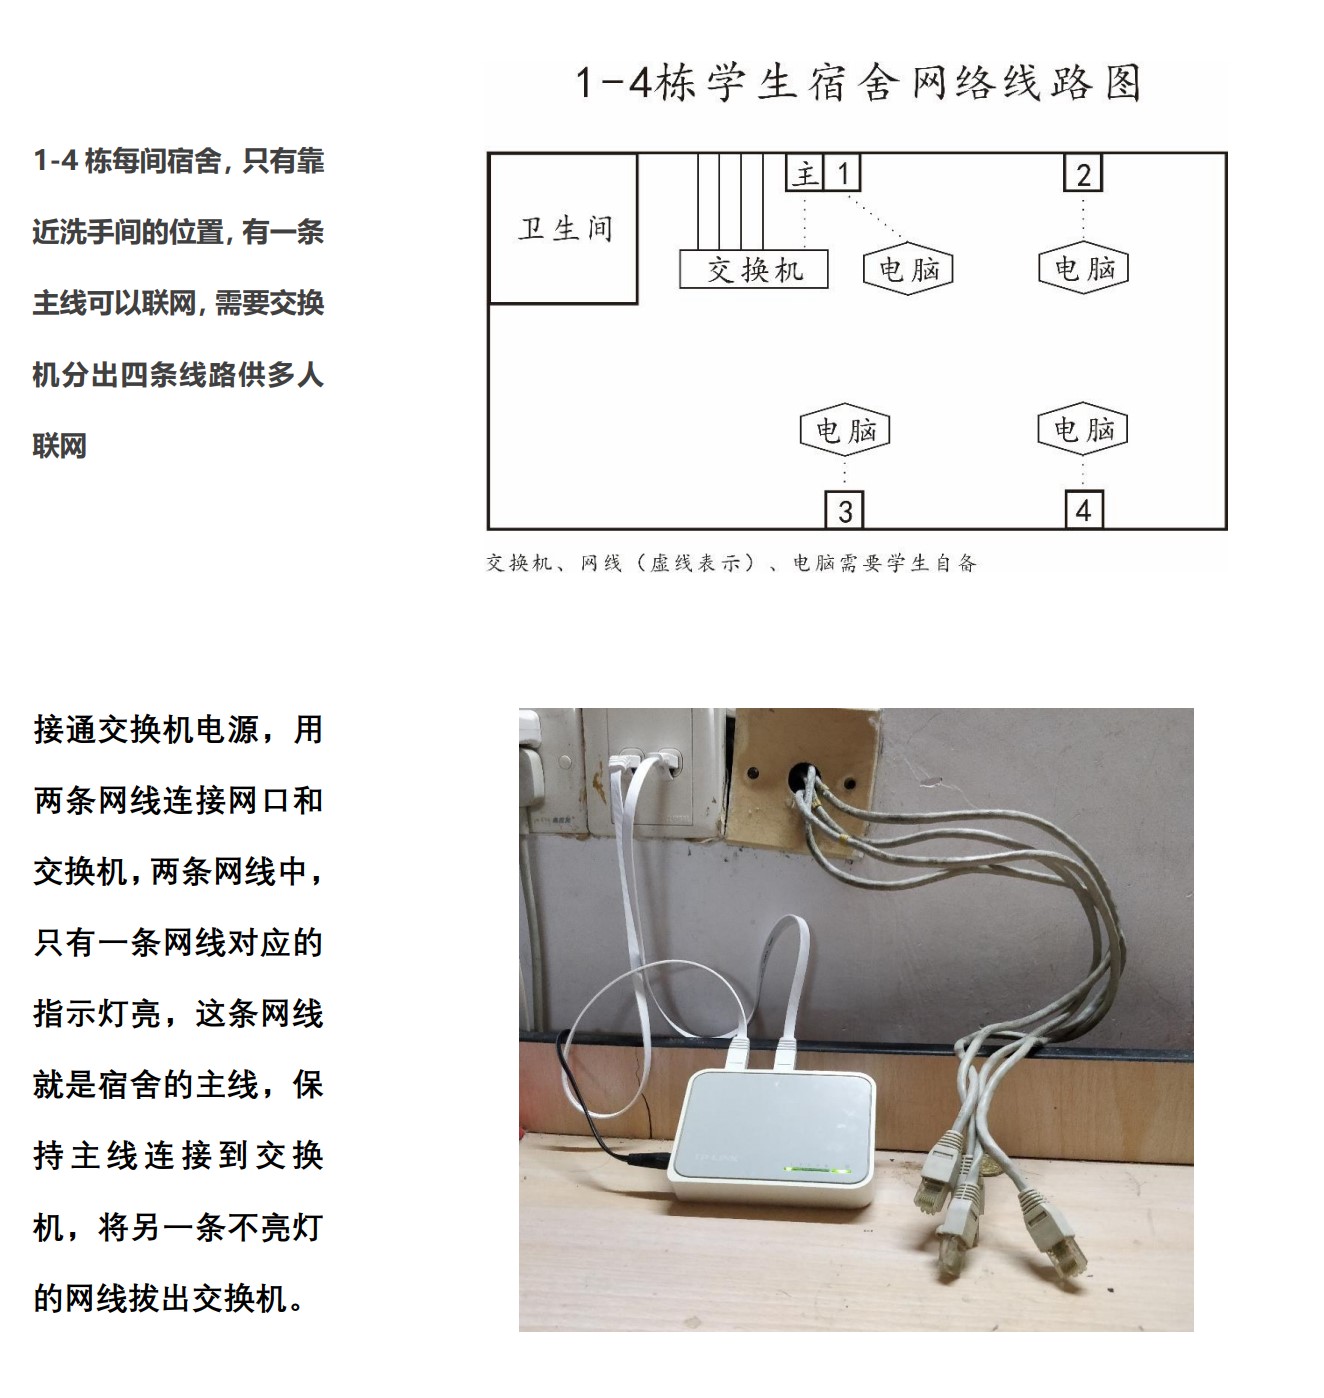 1-4栋学生宿舍网络线路图
1-4 栋每间宿舍，只有靠
近洗手间的位置，有一条
主线可以联网，需要交换
机分出四条线路供多人
联网
卫生间
主
1
2
交换机
电脑
电脑
电脑
电脑
3
4
交换机、网线（虚线表示）、电脑需要学生自备
接通交换机电源，用
两条网线连接网口和
交换机，两条网线中，
只有一条网线对应的
指示灯亮，这条网线
就是宿舍的主线，保
持主线连接到交换
机，将另一条不亮灯
的网线拔出交换机。